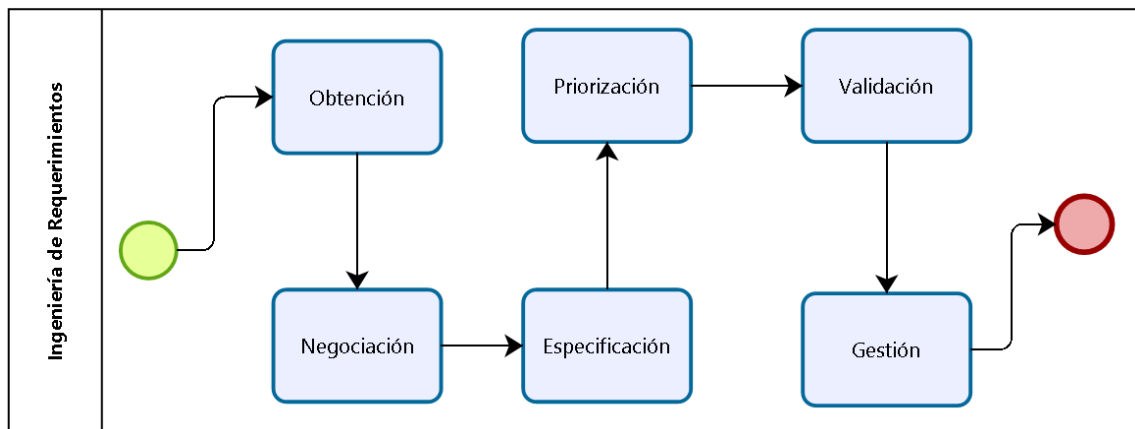 Ingeniería de Requerimientos
Obtención
Negociación
Especificación
Priorización
Validación
Gestión